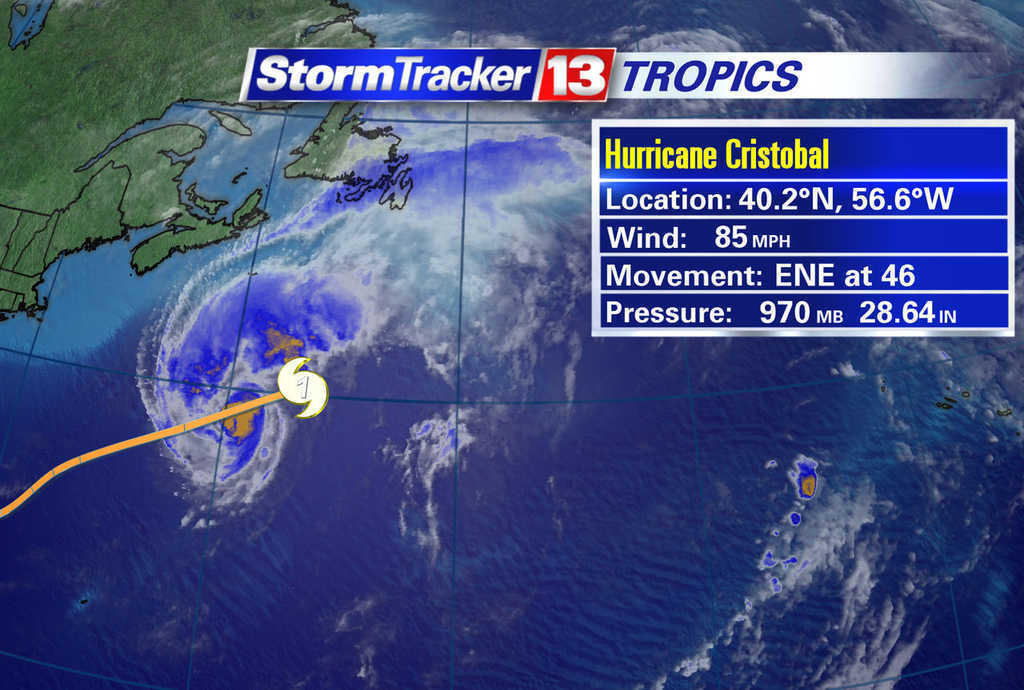 StormTracker 13 TROPICS
Hurricane Cristobal
Location: 40.2°N, 56.6°W
Wind: 85 MPH
Movement: ENE at 46
Pressure: 970 MB 28.64 IN
1